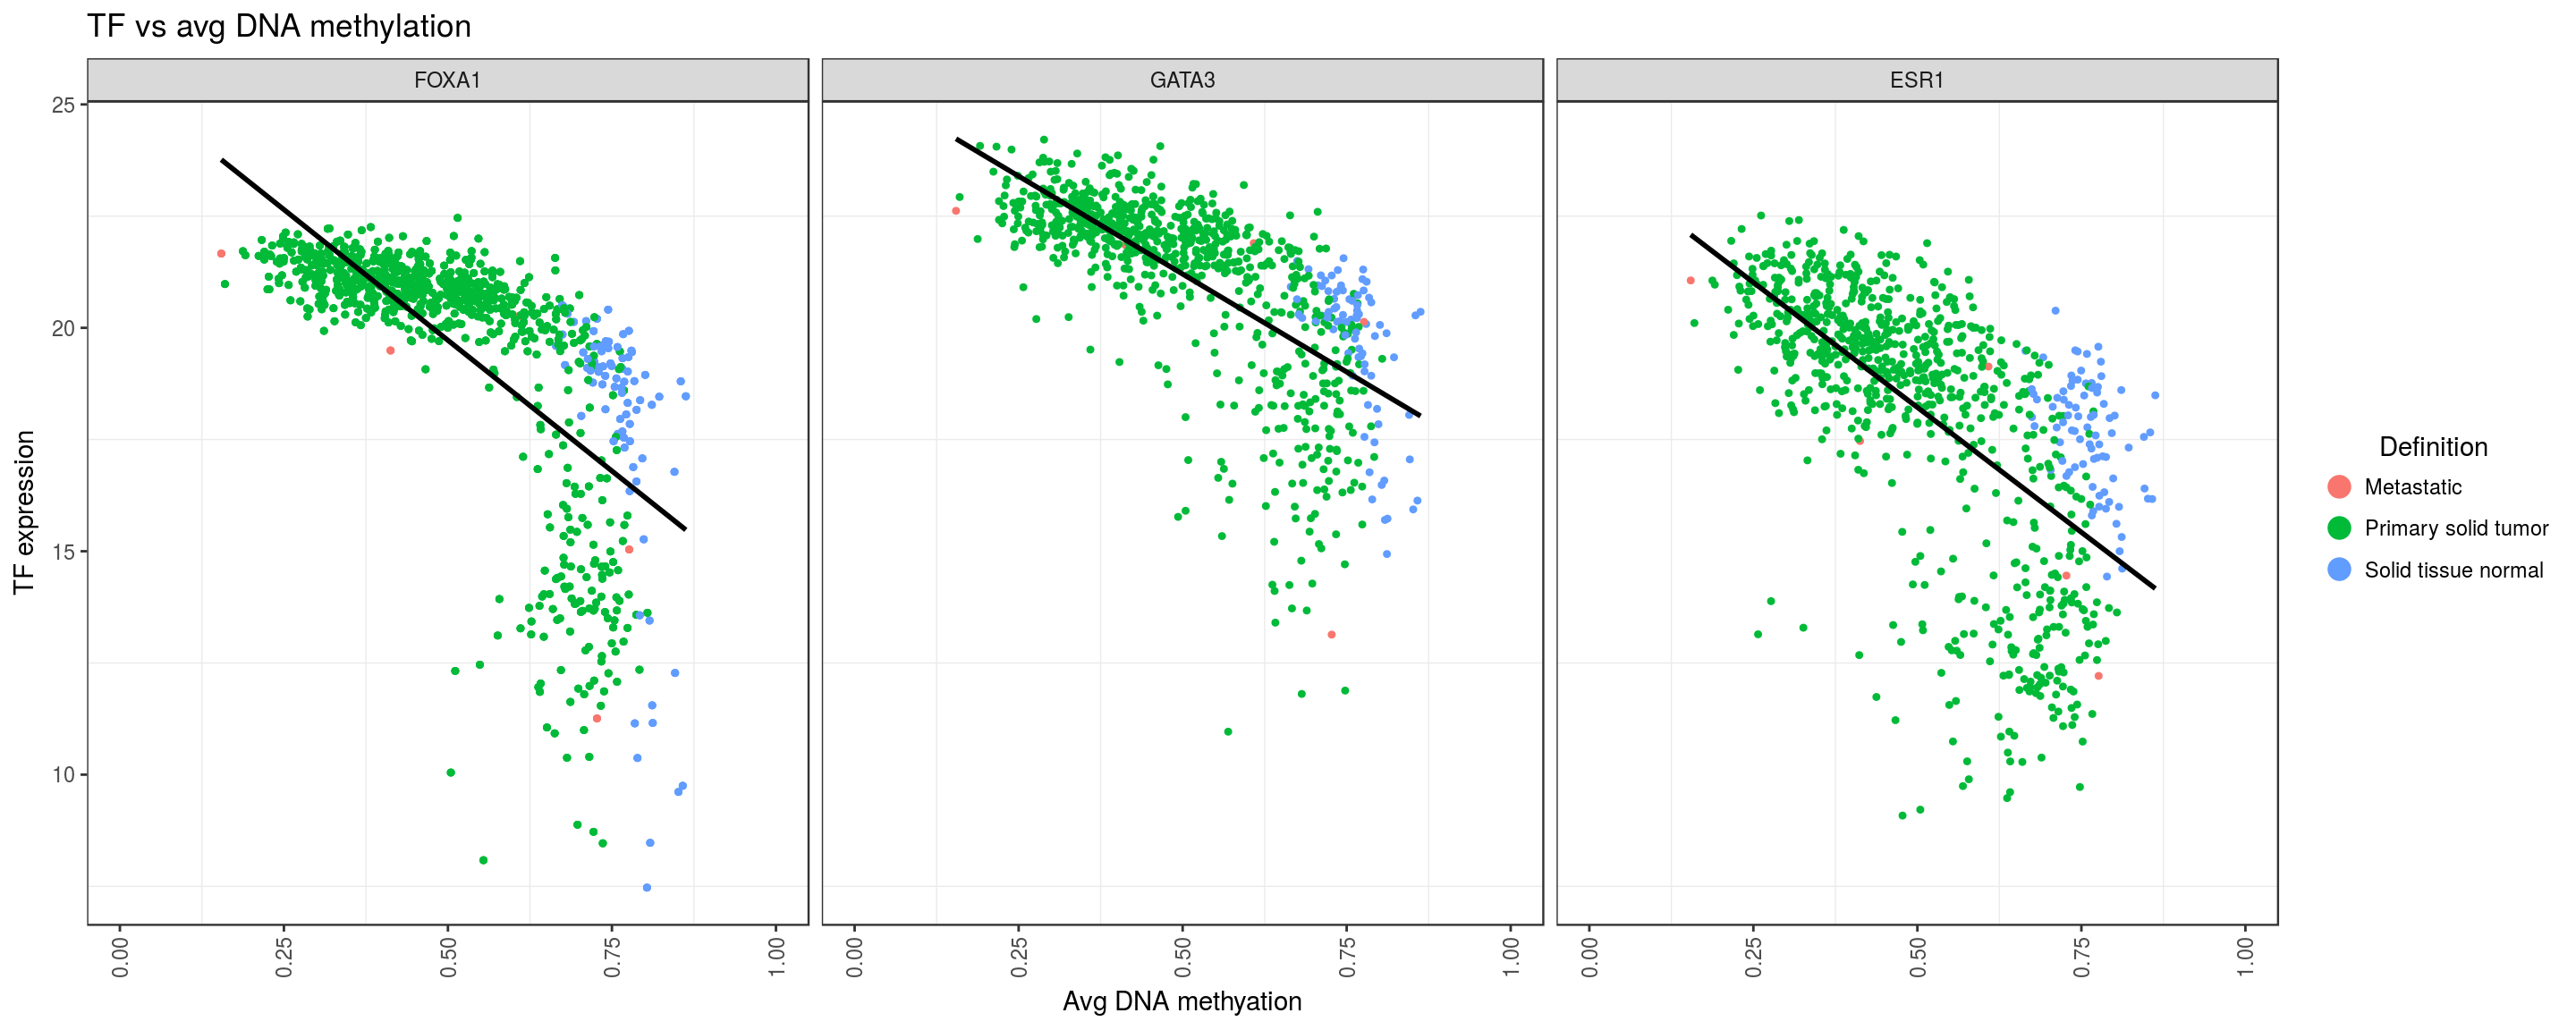 TF vs avg DNA methylation
FOXA1
GATA3
ESR1
25
20
15
10
TF expression
0.00
0.25
0.50
0.75
1.00
0.00
0.25
0.50
0.75
1.00
0.00
0.25
0.50
0.75
1.00
Avg DNA methyation
Definition
Metastatic
Primary solid tumor
Solid tissue normal